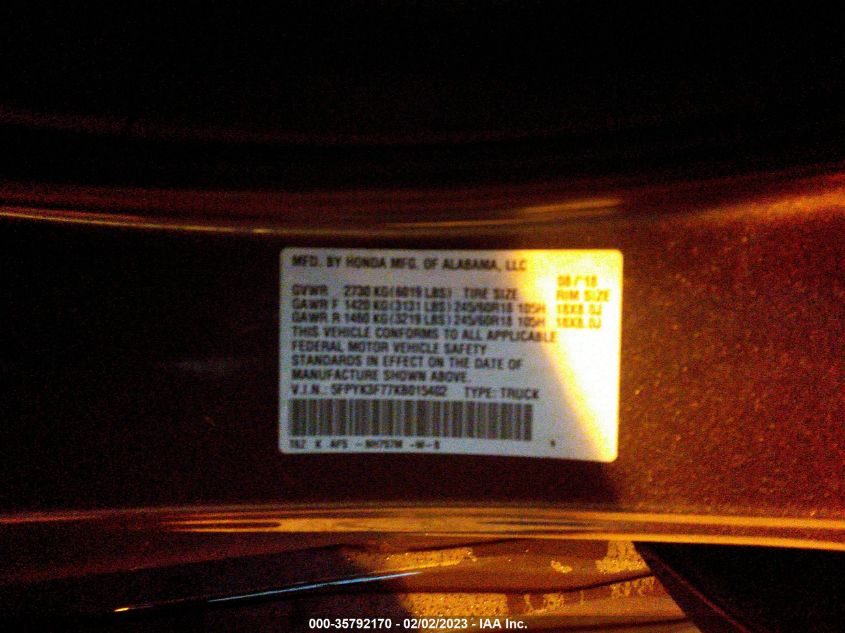 MFD. BY HONDA MFG. OF ALABAMA, LLC
08/18
GVWR 2730 KG(6019 LBS) TIRE SIZE RIM SIZE
GAWR F 1420 KG(3131 LBS) 245/60R18 105H 18X8.0J
GAWR R 1460 KG(3219 LBS) 245/60R18 105H 18X8.0J
THIS VEHICLE CONFORMS TO ALL APPLICABLE
FEDERAL MOTOR VEHICLE SAFETY
STANDARDS IN EFFECT ON THE DATE OF
MANUFACTURE SHOWN ABOVE.
V.I.N.: 5FPYK3F77KB015402 TYPE: TRUCK
T6Z K AFS -
000-35792170 - 02/02/2023 - IAA Inc.